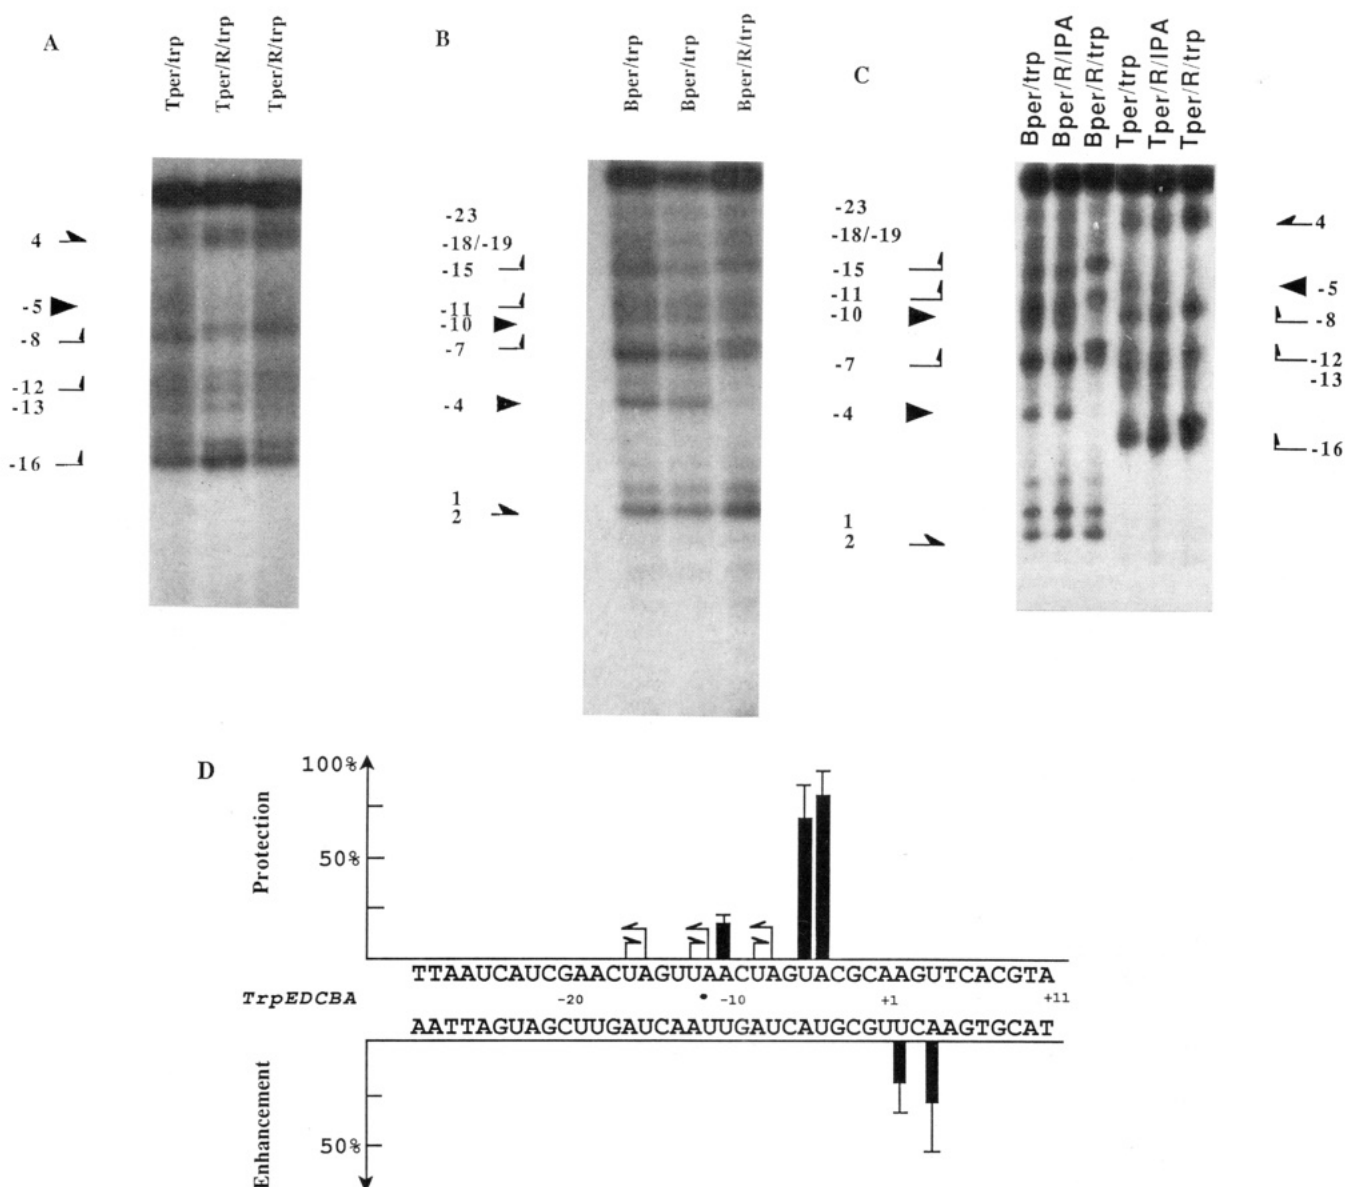 A
Tper/trp
Tper/R/trp
Tper/R/trp
4
-5
-8
-12
-13
-16
B
Bper/trp
Bper/trp
Bper/R/trp
-23
-18/-19
-15
-11
-10
-7
-4
1
2
C
Bper/trp
Bper/R/IPA
Bper/R/trp
Tper/trp
Tper/R/IPA
Tper/R/trp
-23
-18/-19
-15
-11
-10
-7
-4
1
2
4
-5
-8
-12
-13
-16
D
100%
Protection
50%
TTAAUCAUCGAACUAGUUAACUAGUACGCAAGUTCACGTA
TrpEDCBA
-20 -10 +1 +11
AATTAGUAGCUUGAUCAAUUGAUCAUGCGUUCAAGTGCAT
Enhancement
50%